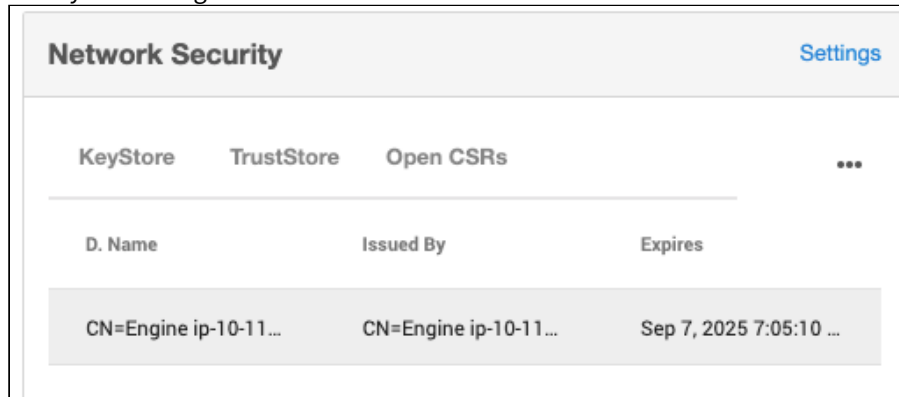 Network Security Settings
KeyStore TrustStore Open CSRs
D. Name Issued By Expires
CN=Engine ip-10-11... CN=Engine ip-10-11... Sep 7, 2025 7:05:10 ...